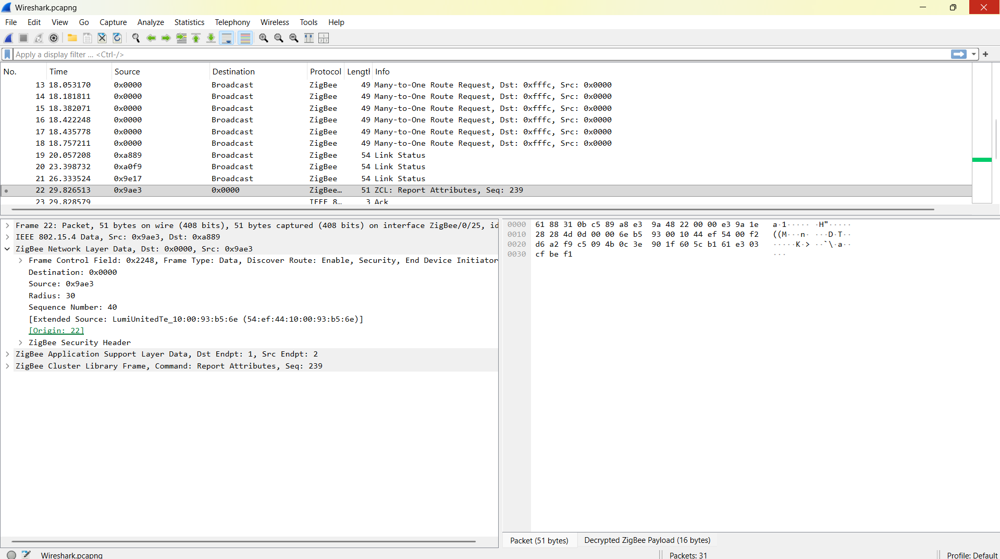 Wireshark.pcapng
File Edit View Go Capture Analyze Statistics Telephony Wireless Tools Help
Apply a display filter … <Ctrl-/>
No. Time Source Destination Protocol Length Info
13 18.053170 0x0000 Broadcast ZigBee 49 Many-to-One Route Request, Dst: 0xfffc, Src: 0x0000
14 18.181811 0x0000 Broadcast ZigBee 49 Many-to-One Route Request, Dst: 0xfffc, Src: 0x0000
15 18.382071 0x0000 Broadcast ZigBee 49 Many-to-One Route Request, Dst: 0xfffc, Src: 0x0000
16 18.422248 0x0000 Broadcast ZigBee 49 Many-to-One Route Request, Dst: 0xfffc, Src: 0x0000
17 18.435778 0x0000 Broadcast ZigBee 49 Many-to-One Route Request, Dst: 0xfffc, Src: 0x0000
18 18.757211 0x0000 Broadcast ZigBee 49 Many-to-One Route Request, Dst: 0xfffc, Src: 0x0000
19 20.057208 0xa889 Broadcast ZigBee 54 Link Status
20 23.398732 0xa0f9 Broadcast ZigBee 54 Link Status
21 26.333524 0x9e17 Broadcast ZigBee 54 Link Status
22 29.826513 0x9ae3 0x0000 ZigBee… 51 ZCL: Report Attributes, Seq: 239
23 29.828579 IEEE 8… 3 Ack
Frame 22: Packet, 51 bytes on wire (408 bits), 51 bytes captured (408 bits) on interface ZigBee/0/25, id
IEEE 802.15.4 Data, Src: 0x9ae3, Dst: 0xa889
ZigBee Network Layer Data, Dst: 0x0000, Src: 0x9ae3
Frame Control Field: 0x2248, Frame Type: Data, Discover Route: Enable, Security, End Device Initiator
Destination: 0x0000
Source: 0x9ae3
Radius: 30
Sequence Number: 40
[Extended Source: LumiUnitedTe_10:00:93:b5:6e (54:ef:44:10:00:93:b5:6e)]
[Origin: 22]
ZigBee Security Header
ZigBee Application Support Layer Data, Dst Endpt: 1, Src Endpt: 2
ZigBee Cluster Library Frame, Command: Report Attributes, Seq: 239
0000 61 88 31 0b c5 89 a8 e3 9a 48 22 00 00 e3 9a 1e a·1····· ·H"·····
0010 28 28 4d 0d 00 00 6e b5 93 00 10 44 ef 54 00 f2 ((M···n· ···D·T··
0020 d6 a2 f9 c5 09 4b 0c 3e 90 1f 60 5c b1 61 e3 03 ·····K·> ··`\·a··
0030 cf be f1 ···
Packet (51 bytes) Decrypted ZigBee Payload (16 bytes)
Wireshark.pcapng Packets: 31 Profile: Default